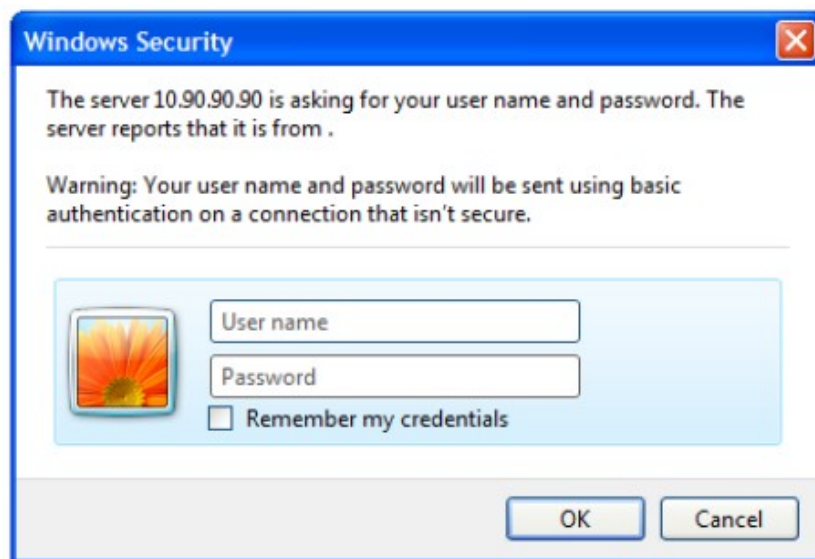 Windows Security
The server 10.90.90.90 is asking for your user name and password. The
server reports that it is from .
Warning: Your user name and password will be sent using basic
authentication on a connection that isn't secure.
User name
Password
Remember my credentials
OK
Cancel